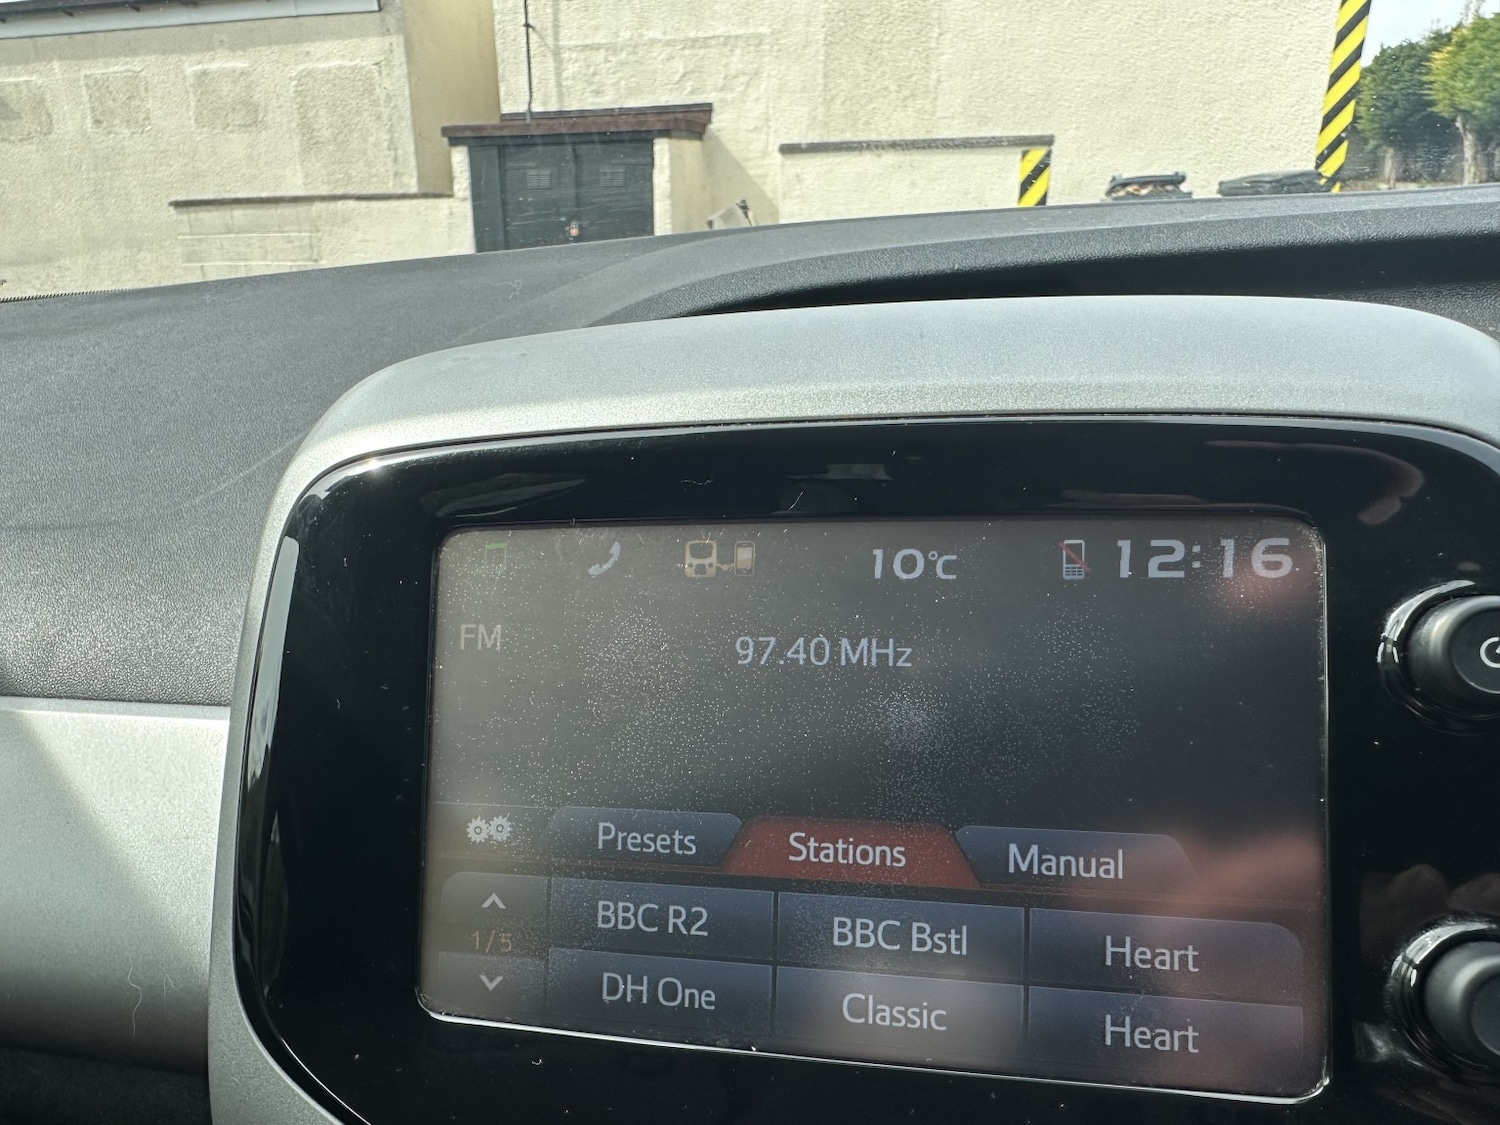 10°C 12:16
FM
97.40 MHz
Presets Stations Manual
BBC R2 BBC Bstl Heart
1/5
DH One Classic Heart